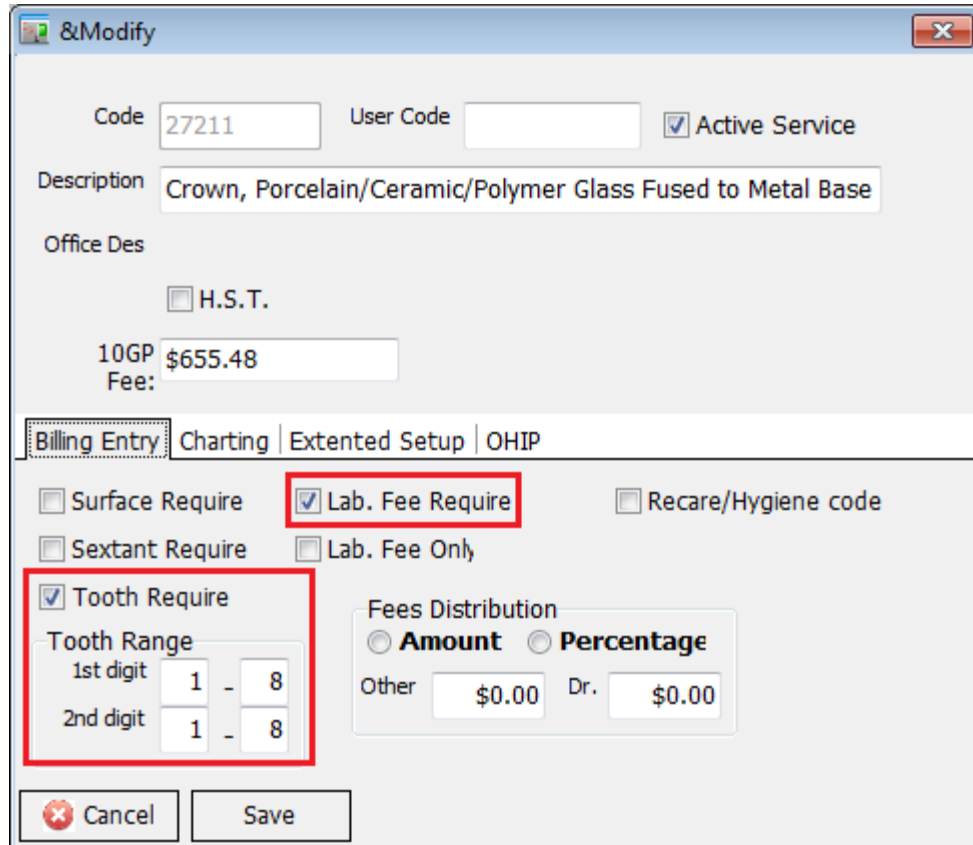 &Modify
Code 27211 User Code Active Service
Description Crown, Porcelain/Ceramic/Polymer Glass Fused to Metal Base
Office Des
H.S.T.
10GP Fee: $655.48
Billing Entry Charting Extented Setup OHIP
Surface Require Lab. Fee Require Recare/Hygiene code
Sextant Require Lab. Fee Only
Tooth Require
Fees Distribution
Tooth Range
Amount Percentage
1st digit 1 - 8
Other $0.00 Dr. $0.00
2nd digit 1 - 8
Cancel Save